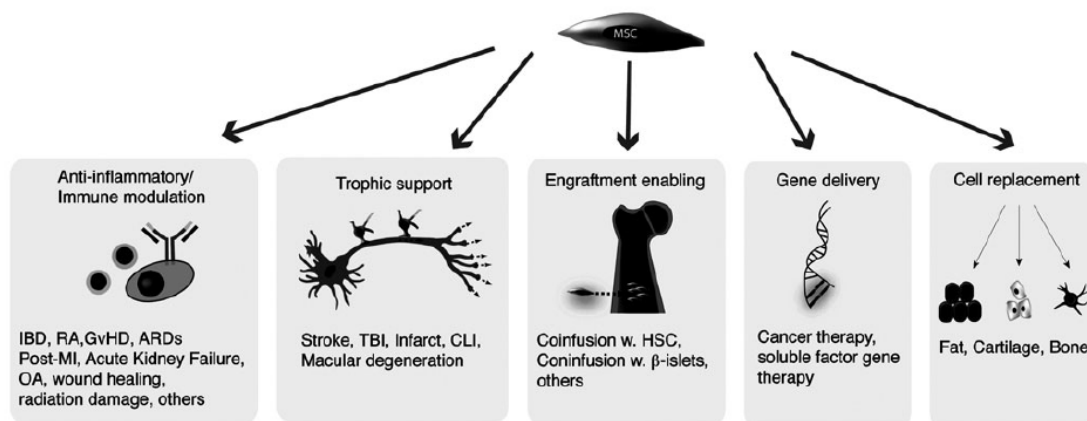 MSC
Anti-inflammatory/
Immune modulation
IBD, RA,GvHD, ARDs
Post-MI, Acute Kidney Failure,
OA, wound healing,
radiation damage, others
Trophic support
Stroke, TBI, Infarct, CLI,
Macular degeneration
Engraftment enabling
Coinfusion w. HSC,
Coninfusion w. β-islets,
others
Gene delivery
Cancer therapy,
soluble factor gene
therapy
Cell replacement
Fat, Cartilage, Bone